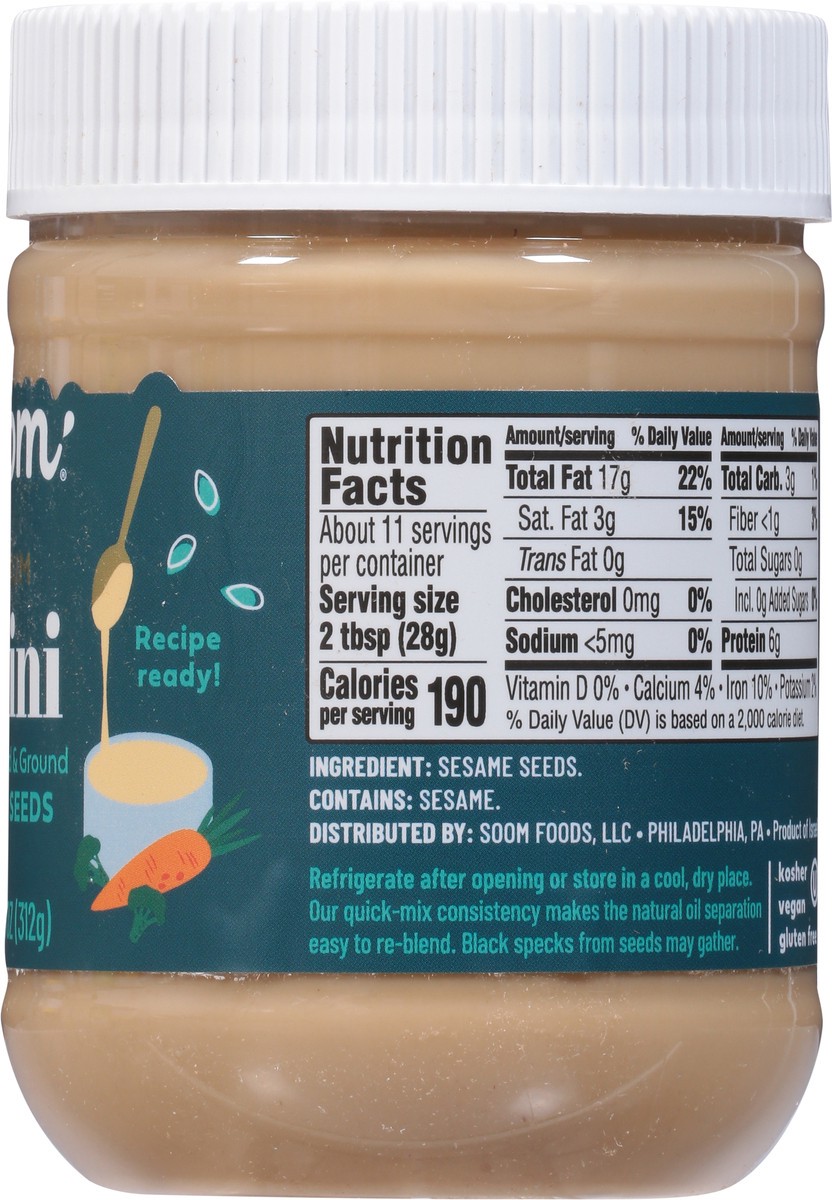 om®
ini
& Ground
SEEDS
(312g)
Recipe
ready!
Nutrition
Facts
About 11 servings
per container
Serving size
2 tbsp (28g)
Calories
per serving 190
Amount/serving % Daily Value
Total Fat 17g 22%
Sat. Fat 3g 15%
Trans Fat 0g
Cholesterol 0mg 0%
Sodium <5mg 0%
Amount/serving % Daily
Total Carb. 3g
Fiber <1g
Total Sugars 0g
Incl. 0g Added Sugars 0%
Protein 6g
Vitamin D 0% • Calcium 4% • Iron 10% • Potassium
% Daily Value (DV) is based on a 2,000 calorie diet.
INGREDIENT: SESAME SEEDS.
CONTAINS: SESAME.
DISTRIBUTED BY: SOOM FOODS, LLC • PHILADELPHIA, PA • Product of
Refrigerate after opening or store in a cool, dry place.
Our quick-mix consistency makes the natural oil separation
easy to re-blend. Black specks from seeds may gather.
kosher
vegan
gluten free